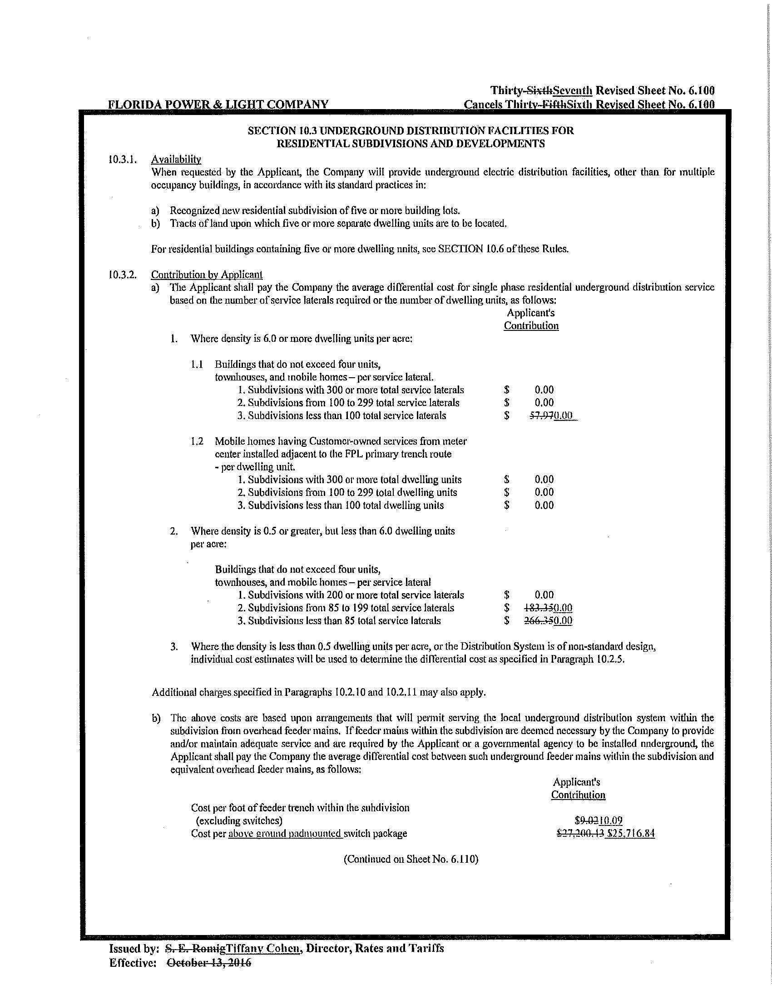 Thirty-SixthSeventh Revised Sheet No. 6.100
FLORIDA POWER & LIGHT COMPANY
Cancels Thirty-FifthSixth Revised Sheet No. 6.100
SECTION 10.3 UNDERGROUND DISTRIBUTION FACILITIES FOR
RESIDENTIAL SUBDIVISIONS AND DEVELOPMENTS
10.3.1. Availability
When requested by the Applicant, the Company will provide underground electric distribution facilities, other than for multiple
occupancy buildings, in accordance with its standard practices in:
a) Recognized new residential subdivision of five or more building lots.
b) Tracts of land upon which five or more separate dwelling units are to be located.
For residential buildings containing five or more dwelling units, see SECTION 10.6 of these Rules.
10.3.2. Contribution by Applicant
a) The Applicant shall pay the Company the average differential cost for single phase residential underground distribution service
based on the number of service laterals required or the number of dwelling units, as follows:
Applicant's
Contribution
1. Where density is 6.0 or more dwelling units per acre:
1.1 Buildings that do not exceed four units,
townhouses, and mobile homes – per service lateral.
1. Subdivisions with 300 or more total service laterals $ 0.00
2. Subdivisions from 100 to 299 total service laterals $ 0.00
3. Subdivisions less than 100 total service laterals $ 57.970.00
1.2 Mobile homes having Customer-owned services from meter
center installed adjacent to the FPL primary trench route
- per dwelling unit.
1. Subdivisions with 300 or more total dwelling units $ 0.00
2. Subdivisions from 100 to 299 total dwelling units $ 0.00
3. Subdivisions less than 100 total dwelling units $ 0.00
2. Where density is 0.5 or greater, but less than 6.0 dwelling units
per acre:
Buildings that do not exceed four units,
townhouses, and mobile homes – per service lateral
1. Subdivisions with 200 or more total service laterals $ 0.00
2. Subdivisions from 85 to 199 total service laterals $ 183.350.00
3. Subdivisions less than 85 total service laterals $ 266.350.00
3. Where the density is less than 0.5 dwelling units per acre, or the Distribution System is of non-standard design,
individual cost estimates will be used to determine the differential cost as specified in Paragraph 10.2.5.
Additional charges specified in Paragraphs 10.2.10 and 10.2.11 may also apply.
b) The above costs are based upon arrangements that will permit serving the local underground distribution system within the
subdivision from overhead feeder mains. If feeder mains within the subdivision are deemed necessary by the Company to provide
and/or maintain adequate service and are required by the Applicant or a governmental agency to be installed underground, the
Applicant shall pay the Company the average differential cost between such underground feeder mains within the subdivision and
equivalent overhead feeder mains, as follows:
Applicant's
Contribution
Cost per foot of feeder trench within the subdivision
(excluding switches) $9.0210.09
Cost per above ground padmounted switch package $27,200.13 $25,716.84
(Continued on Sheet No. 6.110)
Issued by: S. E. RomigTiffany Cohen, Director, Rates and Tariffs
Effective: October 13, 2016